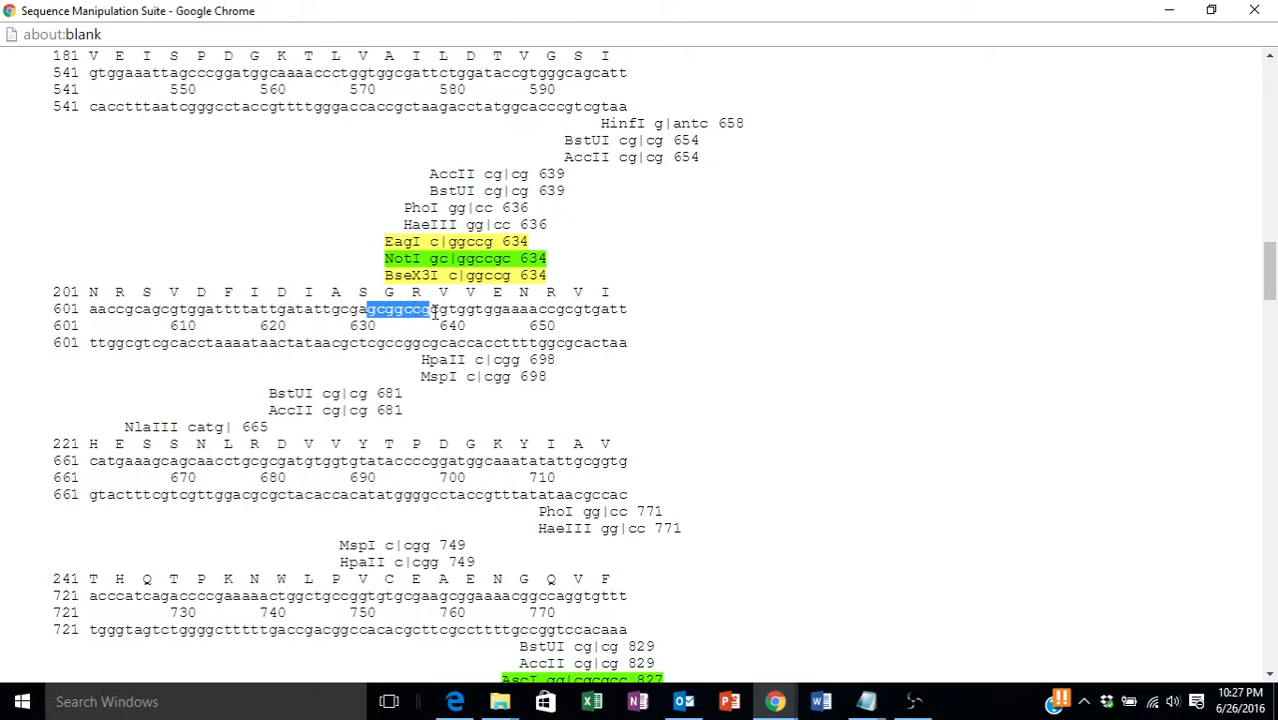 Sequence Manipulation Suite - Google Chrome
about:blank
181 V E I S P D G K T L V A I L D T V G S I
541 gtggaaattagcccggatggcaaaaccctggtggcgattctggataccgtgggcagcatt
541 550 560 570 580 590
541 cacctttaatcgggcctaccgttttgggaccaccgctaagacctatggcacccgtcgtaa
HinfI g|antc 658
BstUI cg|cg 654
AccII cg|cg 654
AccII cg|cg 639
BstUI cg|cg 639
PhoI gg|cc 636
HaeIII gg|cc 636
EagI c|ggccg 634
NotI gc|ggccgc 634
BseX3I c|ggccg 634
201 N R S V D F I D I A S G R V V E N R V I
601 aaccgcagcgtggattttattgatattgcgagcggccgcgtggtggaaaaccgcgtgatt
601 610 620 630 640 650
601 ttggcgtcgcacctaaaataactataacgctcgccggcgcaccaccttttggcgcactaa
HpaII c|cgg 698
MspI c|cgg 698
BstUI cg|cg 681
AccII cg|cg 681
NlaIII catg| 665
221 H E S S N L R D V V Y T P D G K Y I A V
661 catgaaagcagcaacctgcgcgatgtggtgtataccccggatggcaaatatattgcggtg
661 670 680 690 700 710
661 gtactttcgtcgttggacgcgctacaccacatatggggcctaccgtttatataacgccac
PhoI gg|cc 771
HaeIII gg|cc 771
MspI c|cgg 749
HpaII c|cgg 749
241 T H Q T P K N W L P V C E A E N G Q V F
721 acccatcagaccccgaaaaactggctgccggtgtgcgaagcggaaaacggccaggtgttt
721 730 740 750 760 770
721 tgggtagtctggggctttttgaccgacggccacacgcttcgccttttgccggtccacaaa
BstUI cg|cg 829
AccII cg|cg 829
AscI gg|cgcgcc 827
Search Windows
10:27 PM
6/26/2016